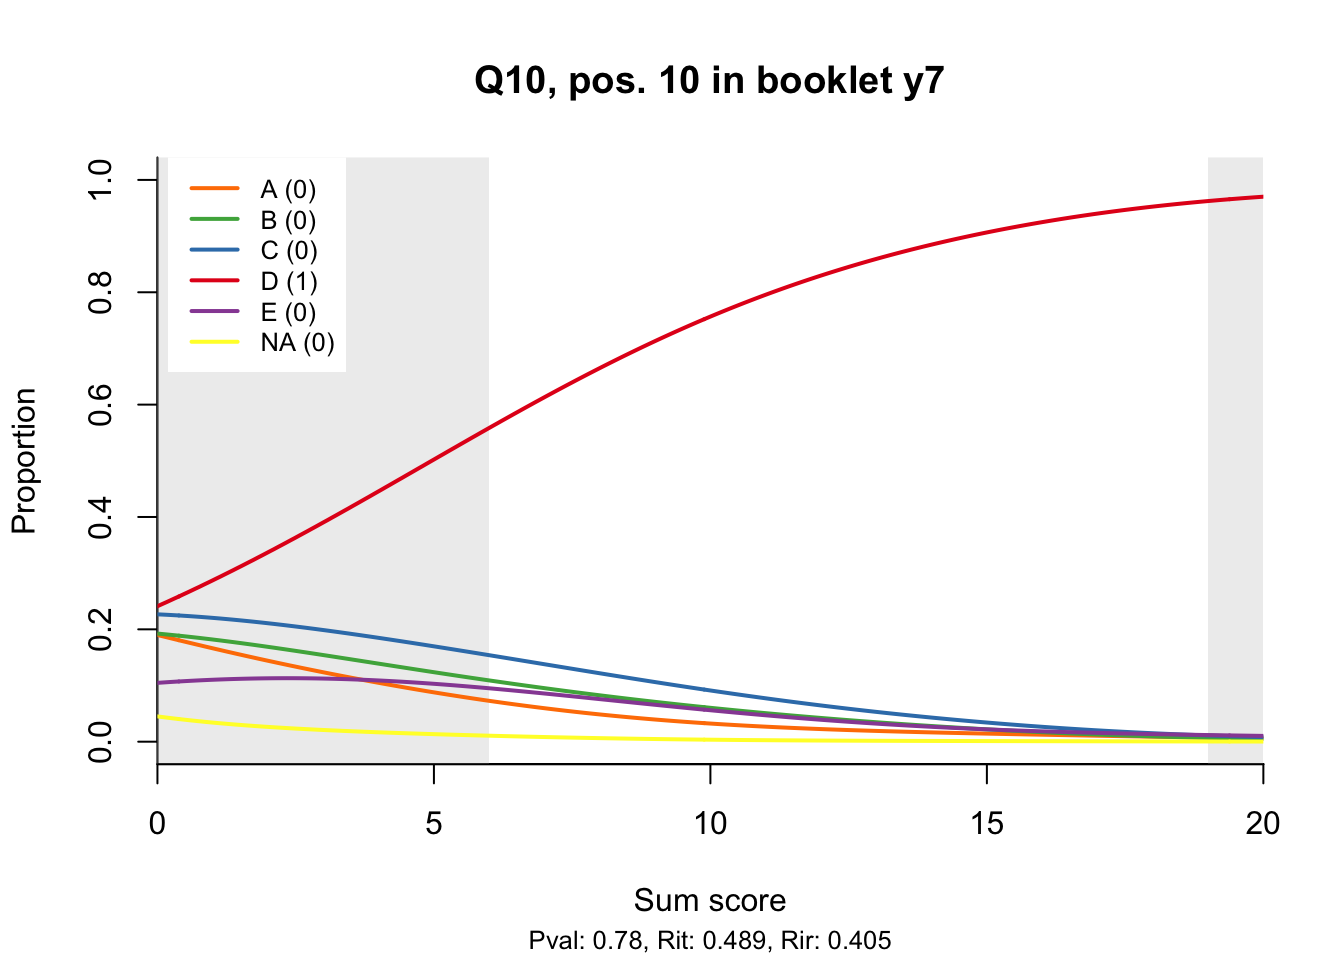 Q10, pos. 10 in booklet y7
A (0)
B (0)
C (0)
D (1)
E (0)
NA (0)
1.0
0.8
0.6
0.4
0.2
0.0
Proportion
0 5 10 15 20
Sum score
Pval: 0.78, Rit: 0.489, Rir: 0.405